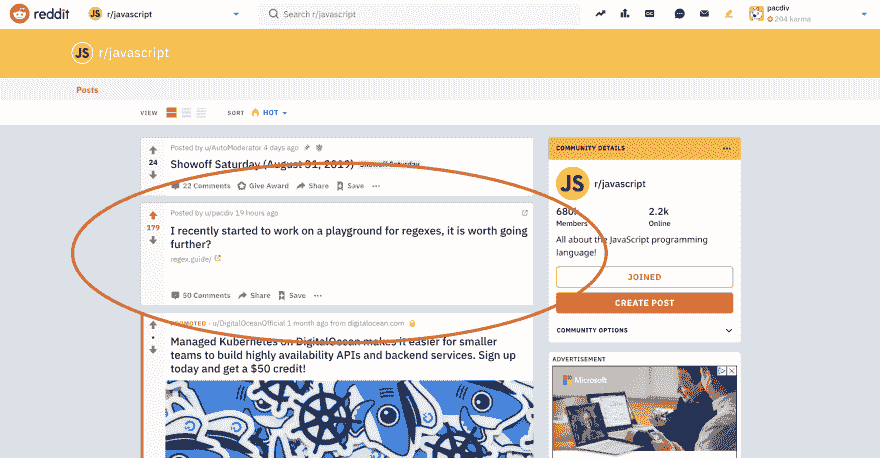 reddit
JS r/javascript
Search r/javascript
pacdiv
204 karma
JS r/javascript
Posts
VIEW
SORT
HOT
Posted by u/AutoModerator 4 days ago
24
Showoff Saturday (August 31, 2019) Showoff Saturday
22 Comments Give Award Share Save ...
Posted by u/pacdiv 19 hours ago
179
I recently started to work on a playground for regexes, it is worth going
further?
regex.guide/
50 Comments Share Save ...
PROMOTED · u/DigitalOceanOfficial 1 month ago from digitalocean.com
Managed Kubernetes on DigitalOcean makes it easier for smaller
teams to build highly availability APIs and backend services. Sign up
today and get a $50 credit!
COMMUNITY DETAILS ...
JS
r/javascript
680k 2.2k
Members Online
All about the JavaScript programming
language!
JOINED
CREATE POST
COMMUNITY OPTIONS
ADVERTISEMENT
Microsoft